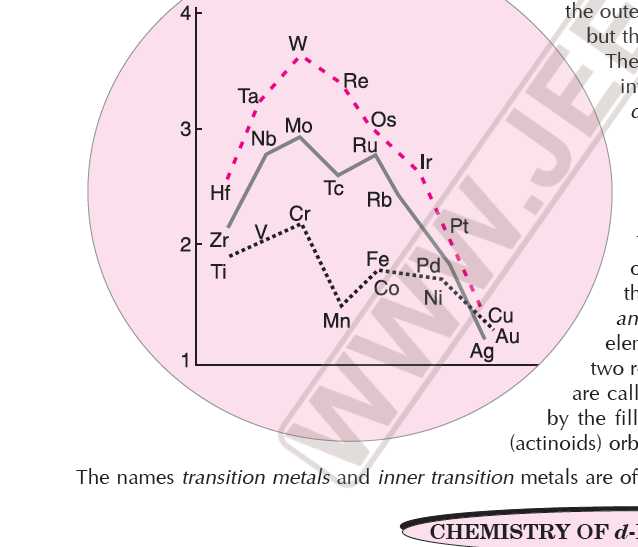 the oute
but th
The
in
4
W
Re
Ta
Os
3
Nb
Mo
Ru
Ir
Hf
Tc
Rb
Cr
Pt
Zr
V
2
Ti
Fe
Pd
Co
Ni
th
Mn
Cu
an
Au
elem
Ag
two r
1
are call
by the fill
(actinoids) orb
The names transition metals and inner transition metals are of
CHEMISTRY OF d-
WWW.JEE